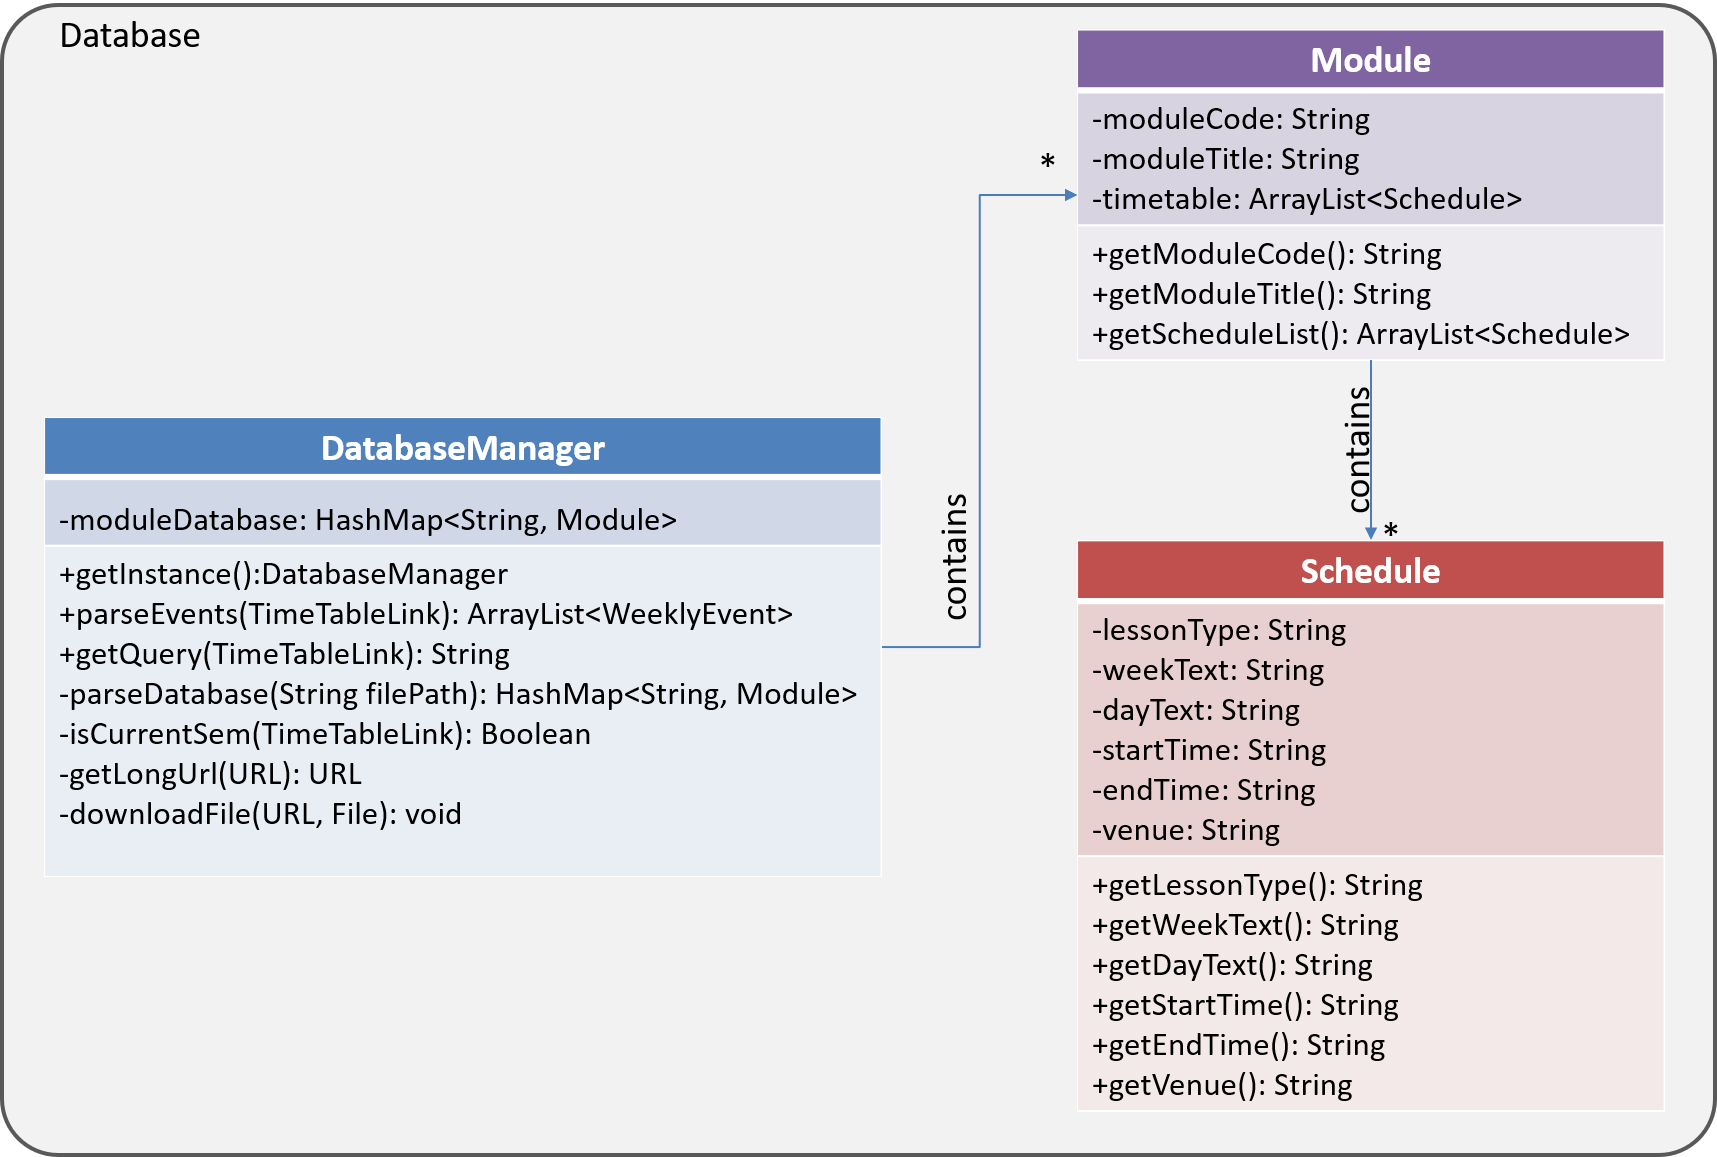 Database
Module
-moduleCode: String
-moduleTitle: String
-timetable: ArrayList<Schedule>
+getModuleCode(): String
+getModuleTitle(): String
+getScheduleList(): ArrayList<Schedule>
*
contains
DatabaseManager
-moduleDatabase: HashMap<String, Module>
+getInstance():DatabaseManager
+parseEvents(TimeTableLink): ArrayList<WeeklyEvent>
+getQuery(TimeTableLink): String
-parseDatabase(String filePath): HashMap<String, Module>
-isCurrentSem(TimeTableLink): Boolean
-getLongUrl(URL): URL
-downloadFile(URL, File): void
contains
*
Schedule
-lessonType: String
-weekText: String
-dayText: String
-startTime: String
-endTime: String
-venue: String
+getLessonType(): String
+getWeekText(): String
+getDayText(): String
+getStartTime(): String
+getEndTime(): String
+getVenue(): String